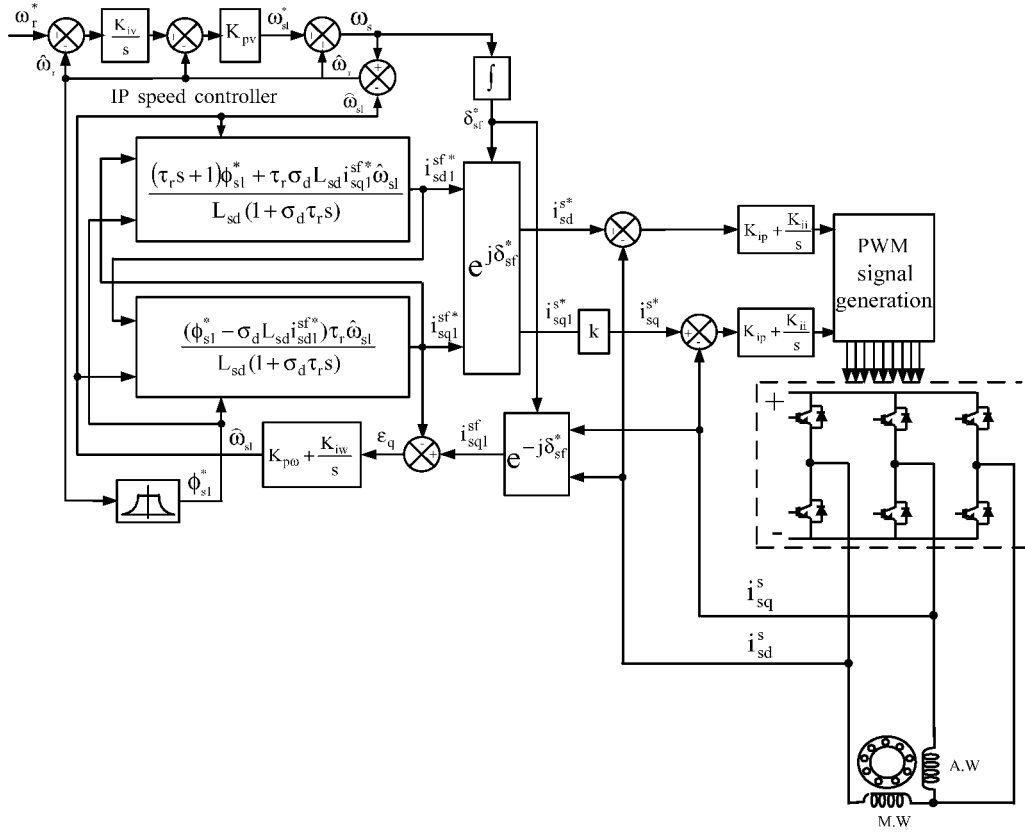 ω_r^* + - K_iv/s + - K_pv ω_sl^* + + ω_s
ω̂_r ω̂_r + -
IP speed controller ω̂_sl ∫
δ_sf^*
((τ_r s+1)ϕ_s1^* + τ_r σ_d L_sd i_sq1^sf* ω̂_sl) / (L_sd (1+σ_d τ_r s)) i_sd1^sf*
e^jδ_sf^* i_sd^s* + - K_ip + K_ii/s PWM signal generation
((ϕ_s1^* − σ_d L_sd i_sd1^sf*) τ_r ω̂_sl) / (L_sd (1+σ_d τ_r s)) i_sq1^sf*
i_sq1^s* k i_sq^s* + - K_ip + K_ii/s
ω̂_sl K_pω + K_iw/s ε_q - + i_sq1^sf e^−jδ_sf^*
ϕ_s1^*
+
-
i_sq^s
i_sd^s
A.W
M.W